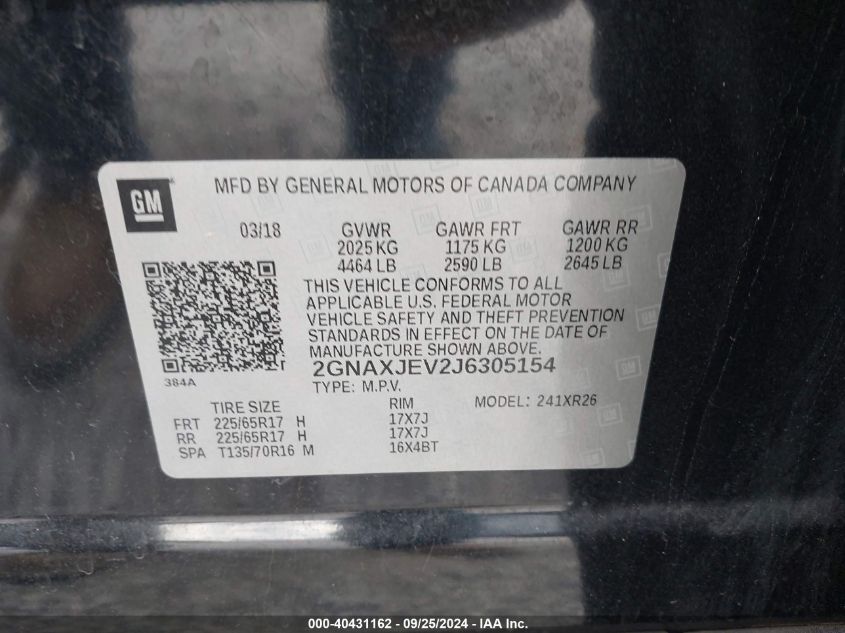 GM
MFD BY GENERAL MOTORS OF CANADA COMPANY
03/18 GVWR GAWR FRT GAWR RR
2025 KG 1175 KG 1200 KG
4464 LB 2590 LB 2645 LB
THIS VEHICLE CONFORMS TO ALL
APPLICABLE U.S. FEDERAL MOTOR
VEHICLE SAFETY AND THEFT PREVENTION
STANDARDS IN EFFECT ON THE DATE OF
MANUFACTURE SHOWN ABOVE.
384A
2GNAXJEV2J6305154
TYPE: M.P.V.
TIRE SIZE RIM MODEL: 241XR26
FRT 225/65R17 H 17X7J
RR 225/65R17 H 17X7J
SPA T135/70R16 M 16X4BT
000-40431162 - 09/25/2024 - IAA Inc.